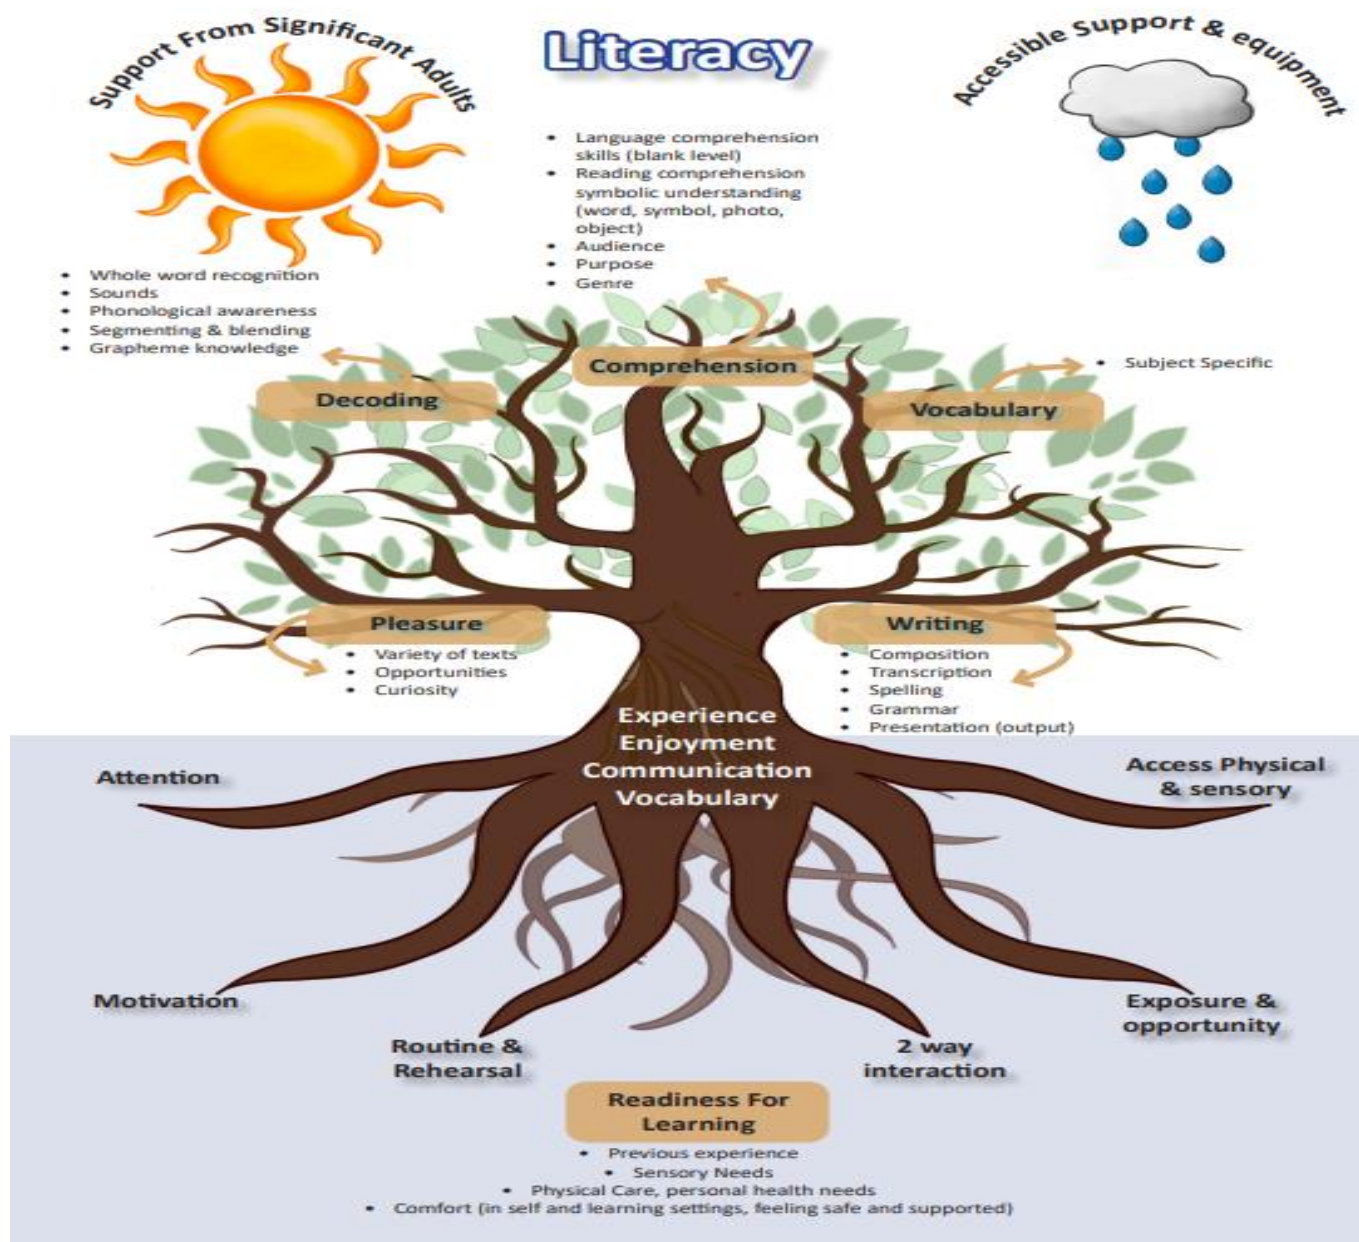 Support From Significant Adults
Literacy
Accessible Support & equipment
• Language comprehension
skills (blank level)
• Reading comprehension
symbolic understanding
(word, symbol, photo,
object)
• Audience
• Purpose
• Genre
• Whole word recognition
• Sounds
• Phonological awareness
• Segmenting & blending
• Grapheme knowledge
Comprehension
• Subject Specific
Decoding
Vocabulary
Pleasure
• Variety of texts
• Opportunities
• Curiosity
Writing
• Composition
• Transcription
• Spelling
• Grammar
• Presentation (output)
Experience
Enjoyment
Communication
Vocabulary
Attention
Access Physical
& sensory
Motivation
Exposure &
opportunity
Routine &
Rehearsal
2 way
interaction
Readiness For
Learning
• Previous experience
• Sensory Needs
• Physical Care, personal health needs
• Comfort (in self and learning settings, feeling safe and supported)